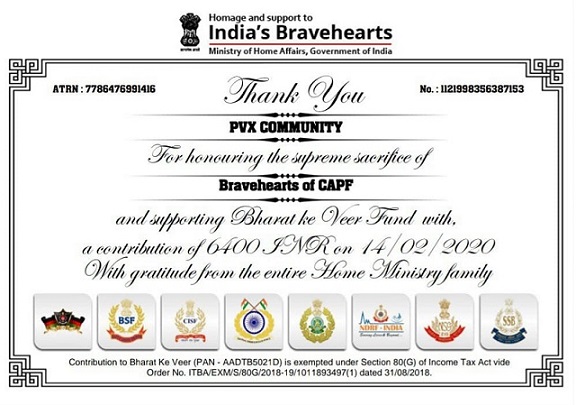 Homage and support to
India's Bravehearts
Ministry of Home Affairs, Government of India
ATRN : 7786476991416
No. : 1121998356387153
Thank You
PVX COMMUNITY
For honouring the supreme sacrifice of
Bravehearts of CAPF
and supporting Bharat ke Veer Fund with,
a contribution of 6400 INR on 14/02/2020
With gratitude from the entire Home Ministry family
BSF
CISF
NDRF-INDIA
NSG
SSB
Contribution to Bharat Ke Veer (PAN - AADTB5021D) is exempted under Section 80(G) of Income Tax Act vide
Order No. ITBA/EXM/S/80G/2018-19/1011893497(1) dated 31/08/2018.